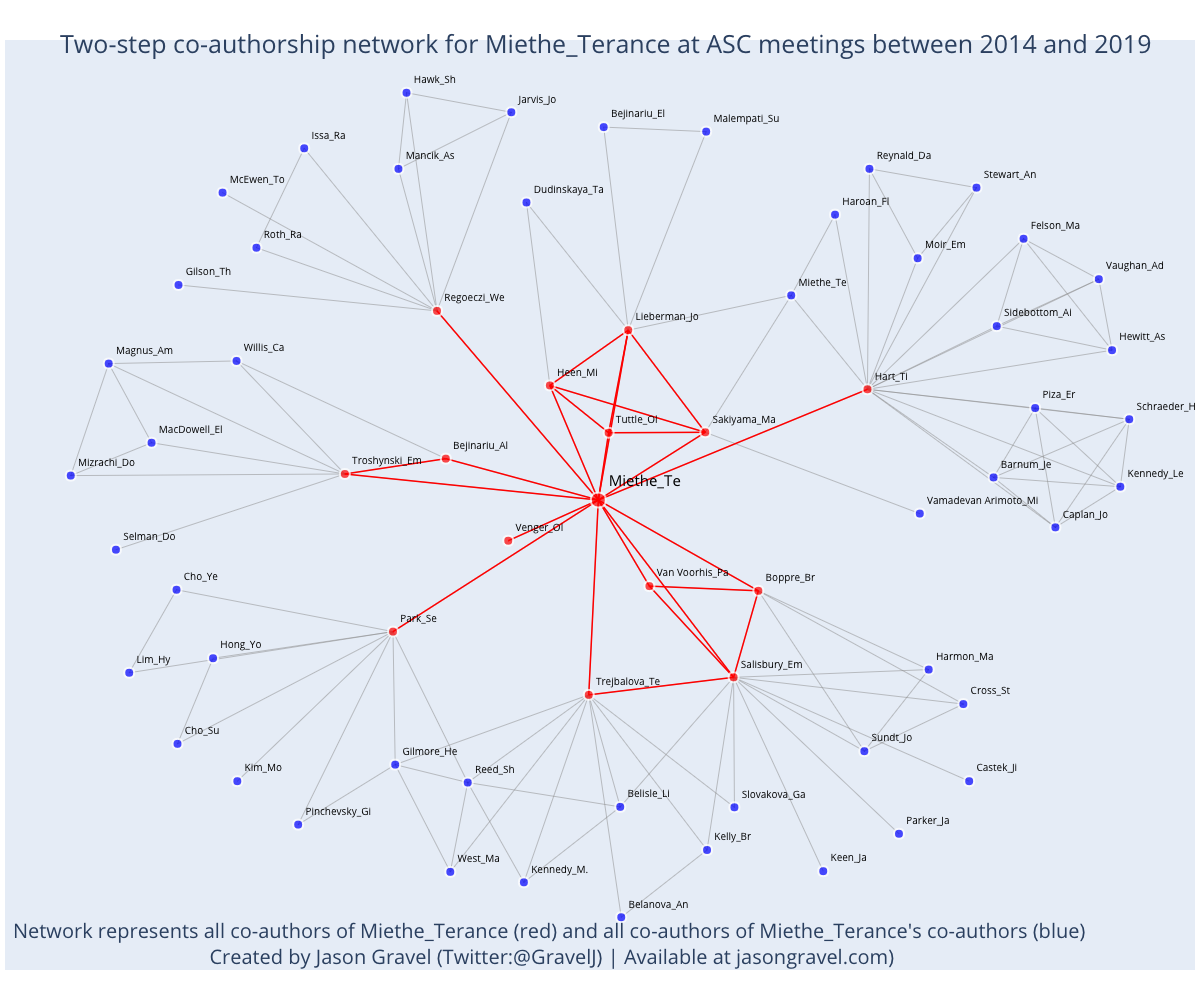 Two-step co-authorship network for Miethe_Terance at ASC meetings between 2014 and 2019
Hawk_Sh
Jarvis_Jo
Bejinariu_El
Malempati_Su
Issa_Ra
Mancik_As
Reynald_Da
Stewart_An
McEwen_To
Dudinskaya_Ta
Haroan_Fl
Roth_Ra
Felson_Ma
Moir_Em
Gilson_Th
Vaughan_Ad
Miethe_Te
Regoeczi_We
Lieberman_Jo
Sidebottom_Ai
Hewitt_As
Magnus_Am
Willis_Ca
Heen_Mi
Hart_Ti
Piza_Er
Schraeder_H
Tuttle_Ol
Sakiyama_Ma
MacDowell_El
Bejinariu_Al
Troshynski_Em
Mizrachi_Do
Barnum_Je
Kennedy_Le
Miethe_Te
Vamadevan Arimoto_Mi
Caplan_Jo
Venger_Ol
Selman_Do
Cho_Ye
Van Voorhis_Pa
Boppre_Br
Park_Se
Hong_Yo
Lim_Hy
Salisbury_Em
Harmon_Ma
Trejbalova_Te
Cross_St
Cho_Su
Sundt_Jo
Gilmore_He
Kim_Mo
Reed_Sh
Castek_Ji
Belisle_Li
Slovakova_Ga
Pinchevsky_Gi
Parker_Ja
Kelly_Br
West_Ma
Kennedy_M.
Keen_Ja
Belanova_An
Network represents all co-authors of Miethe_Terance (red) and all co-authors of Miethe_Terance's co-authors (blue)
Created by Jason Gravel (Twitter:@GravelJ) | Available at jasongravel.com)